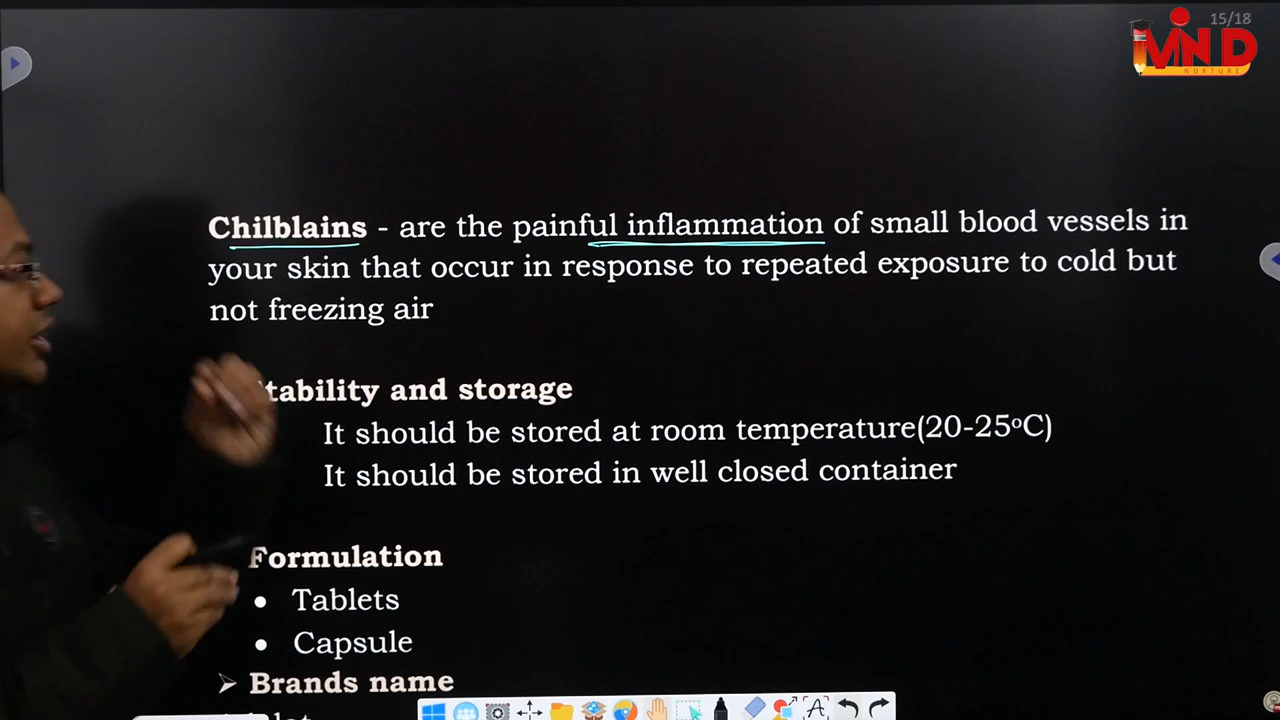 15/18
MIND
NURTURE
Chilblains - are the painful inflammation of small blood vessels in
your skin that occur in response to repeated exposure to cold but
not freezing air
tability and storage
It should be stored at room temperature(20-25°C)
It should be stored in well closed container
Formulation
• Tablets
• Capsule
➢ Brands name